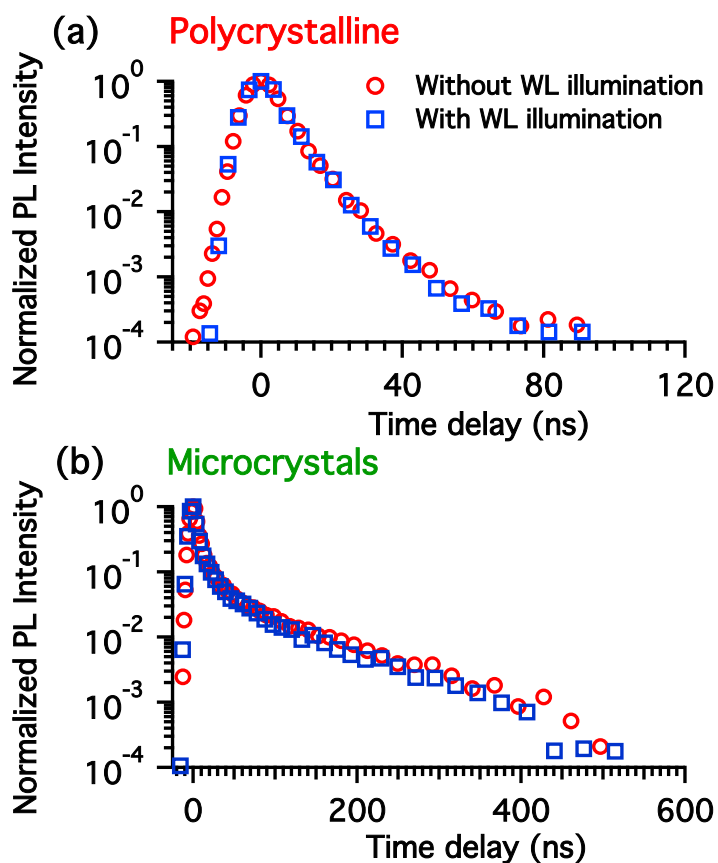 (a) Polycrystalline
Without WL illumination
With WL illumination
Normalized PL Intensity
10^0
10^-1
10^-2
10^-3
10^-4
0 40 80 120
Time delay (ns)
(b) Microcrystals
Normalized PL Intensity
10^0
10^-1
10^-2
10^-3
10^-4
0 200 400 600
Time delay (ns)